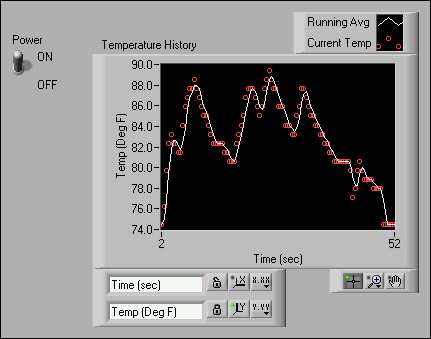 Running Avg
Current Temp
Power
ON
OFF
Temperature History
90.0
88.0
86.0
84.0
82.0
80.0
78.0
76.0
74.0
Temp (Deg F)
2
52
Time (sec)
Time (sec)
X
X.XX
Temp (Deg F)
Y
Y.YY